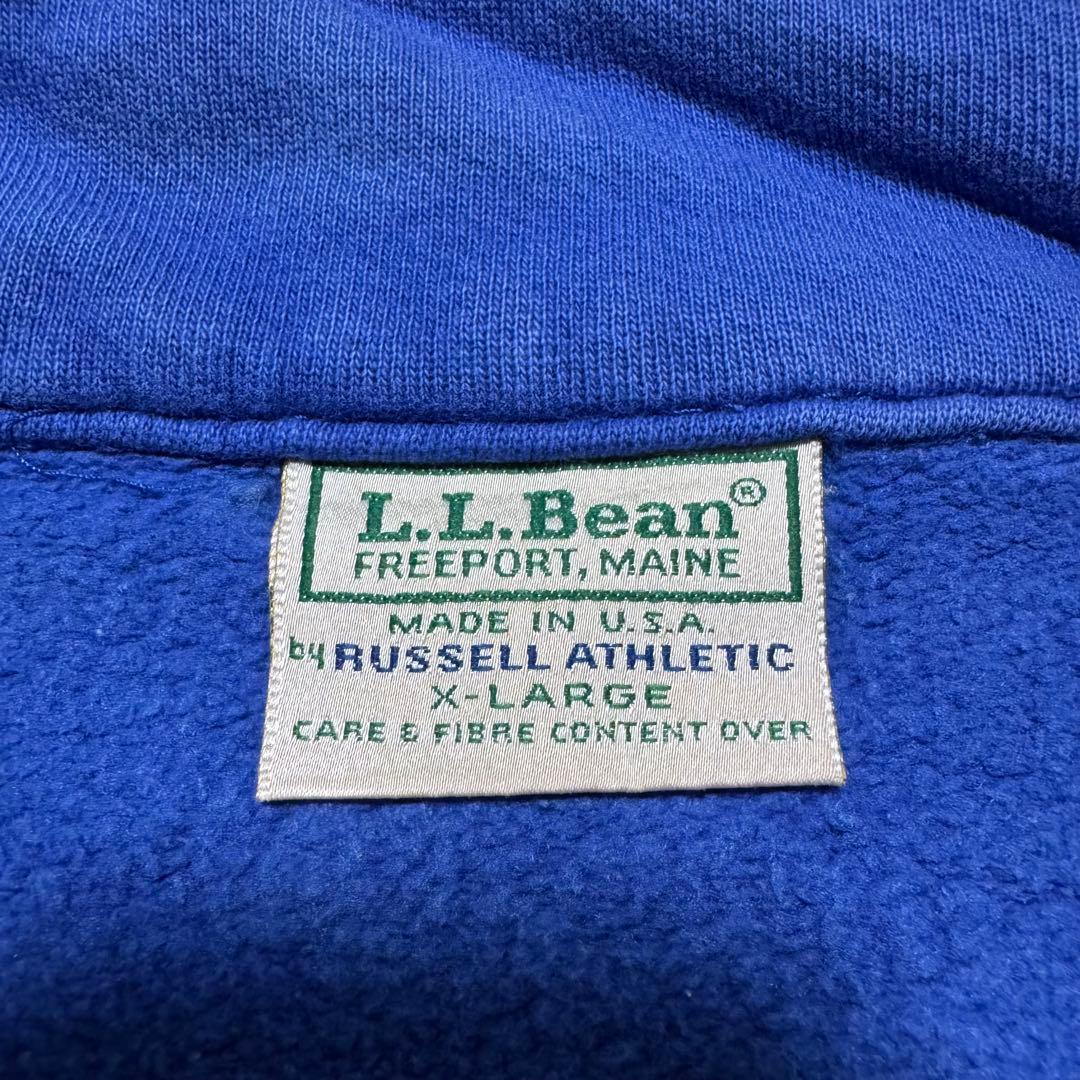 L.L.Bean®
FREEPORT, MAINE
MADE IN U.S.A.
by RUSSELL ATHLETIC
X-LARGE
CARE & FIBRE CONTENT OVER